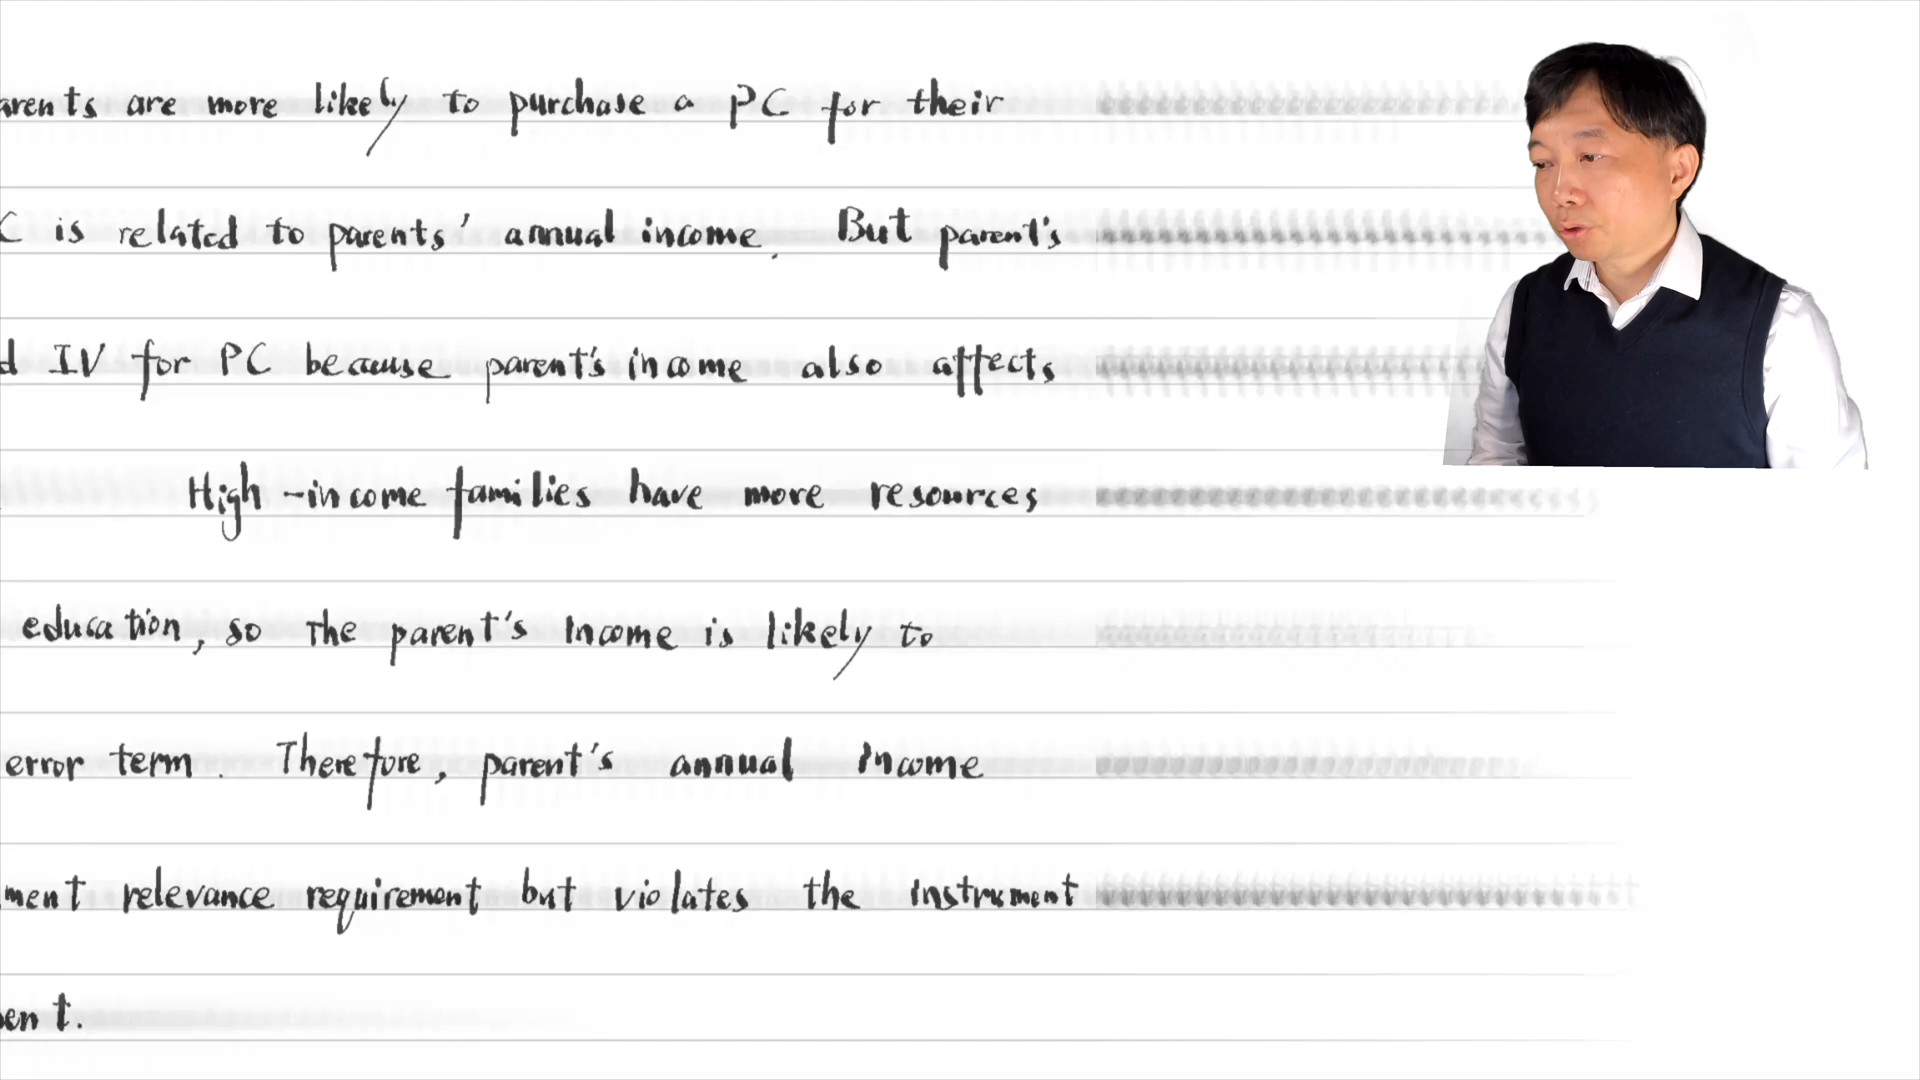 arents are more likely to purchase a PC for their
C is related to parents' annual income. But parent's
d IV for PC because parent's income also affects
High-income families have more resources
education, so the parent's income is likely to
error term. Therefore, parent's annual income
ment relevance requirement but violates the instrument
ent.